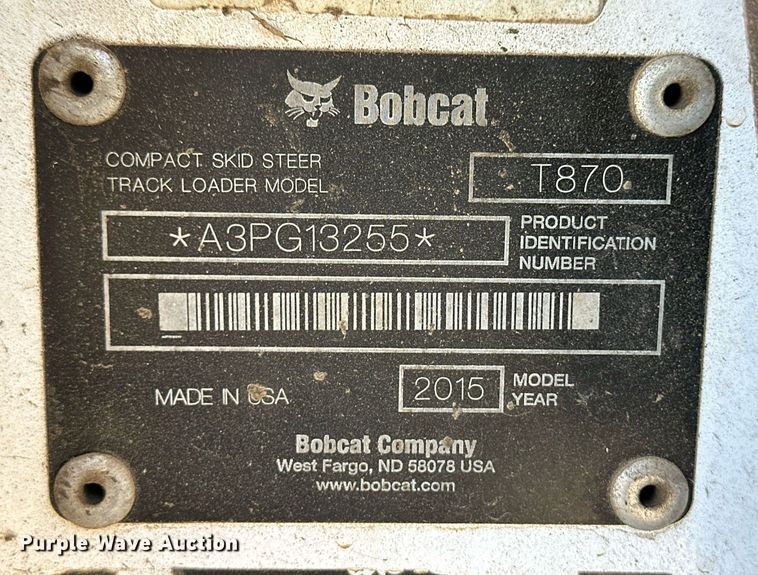 Bobcat
COMPACT SKID STEER
TRACK LOADER MODEL
T870
*A3PG13255*
PRODUCT
IDENTIFICATION
NUMBER
MADE IN USA
2015
MODEL
YEAR
Bobcat Company
West Fargo, ND 58078 USA
www.bobcat.com
Purple Wave Auction